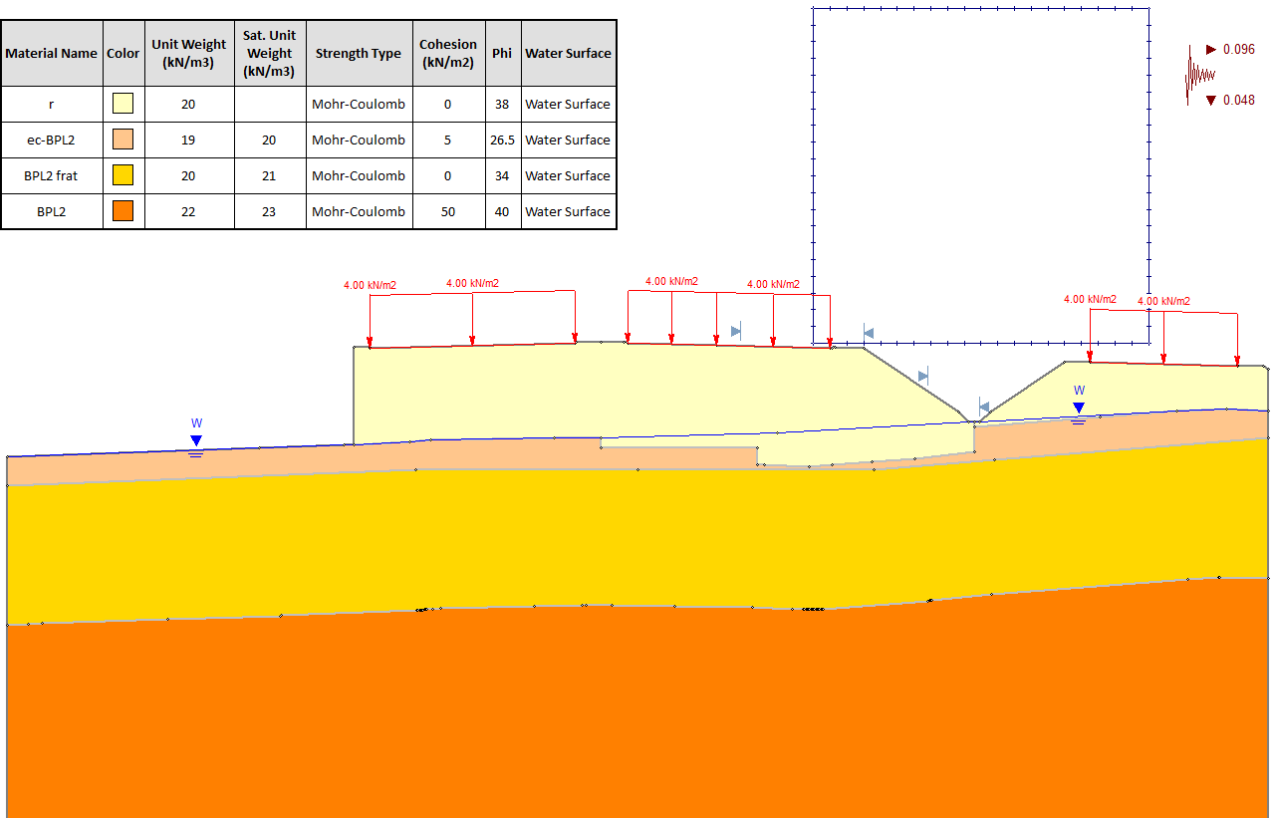 Material Name Color Unit Weight (kN/m3) Sat. Unit Weight (kN/m3) Strength Type Cohesion (kN/m2) Phi Water Surface
r 20 Mohr-Coulomb 0 38 Water Surface
ec-BPL2 19 20 Mohr-Coulomb 5 26.5 Water Surface
BPL2 frat 20 21 Mohr-Coulomb 0 34 Water Surface
BPL2 22 23 Mohr-Coulomb 50 40 Water Surface
0.096
0.048
4.00 kN/m2 4.00 kN/m2 4.00 kN/m2 4.00 kN/m2
4.00 kN/m2 4.00 kN/m2
W
W